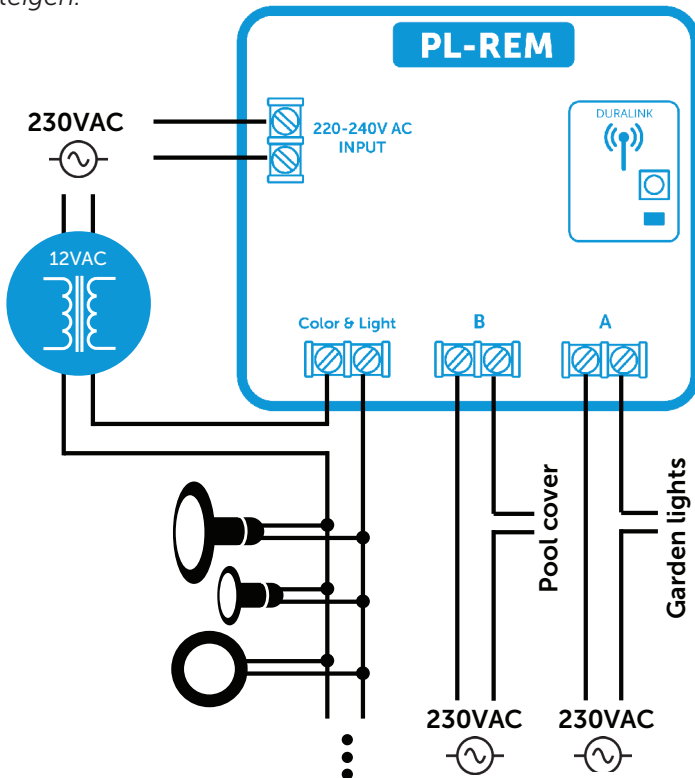 PL-REM
230VAC
220-240V AC
INPUT
DURALINK
12VAC
Color & Light
B
A
Pool cover
Garden lights
230VAC
230VAC